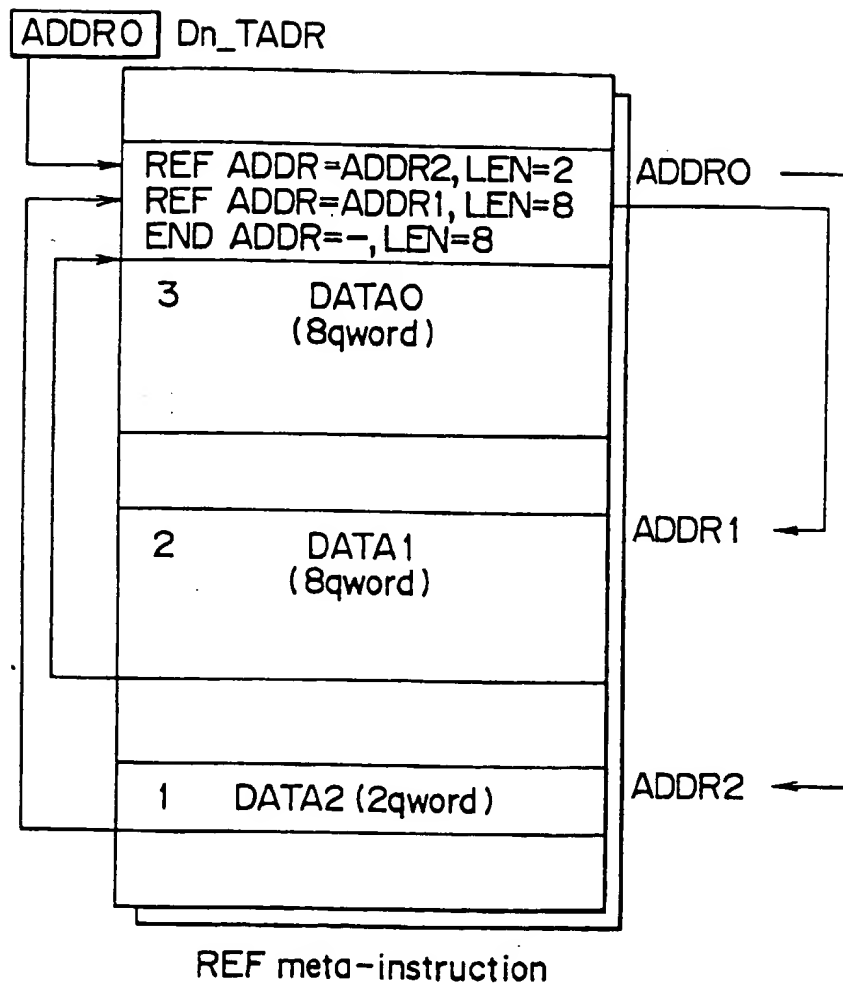 ADDR0 Dn_TADR
REF ADDR=ADDR2, LEN=2 ADDR0
REF ADDR=ADDR1, LEN=8
END ADDR=-, LEN=8
3 DATA0
(8qword)
2 DATA1 ADDR1
(8qword)
1 DATA2 (2qword) ADDR2
REF meta-instruction